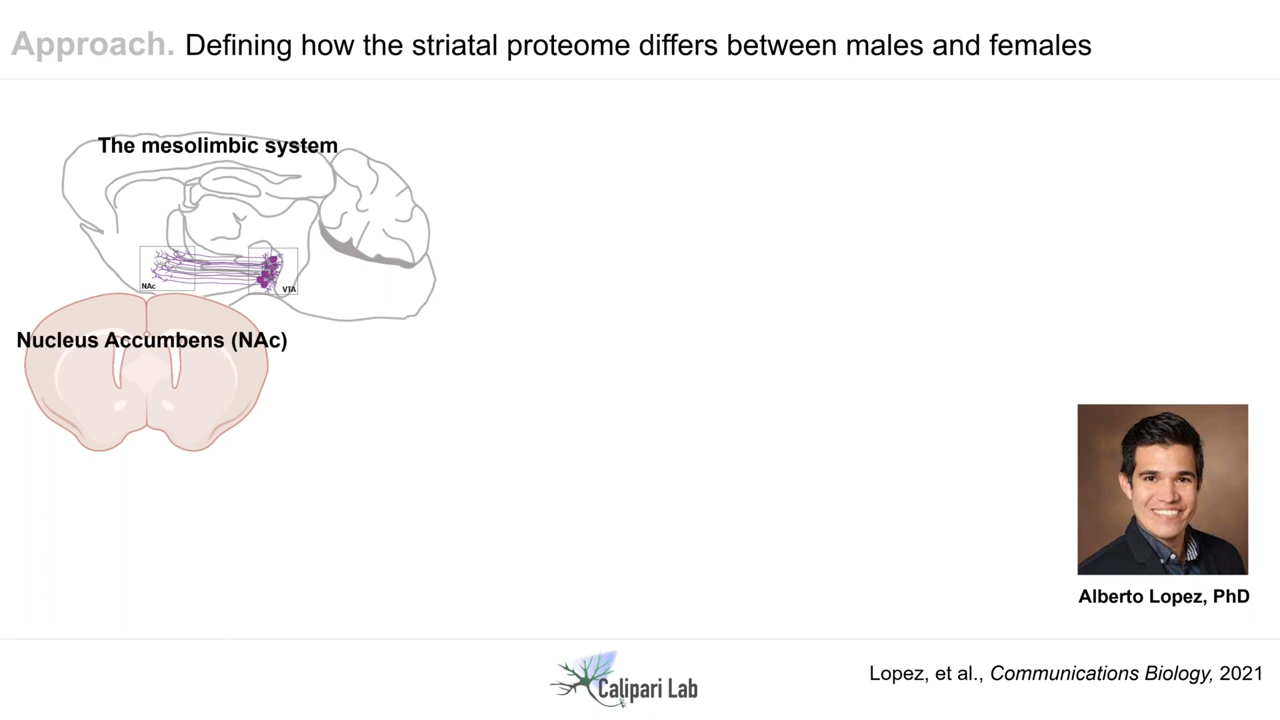 Approach. Defining how the striatal proteome differs between males and females
The mesolimbic system
NAc
VTA
Nucleus Accumbens (NAc)
Alberto Lopez, PhD
Calipari Lab
Lopez, et al., Communications Biology, 2021